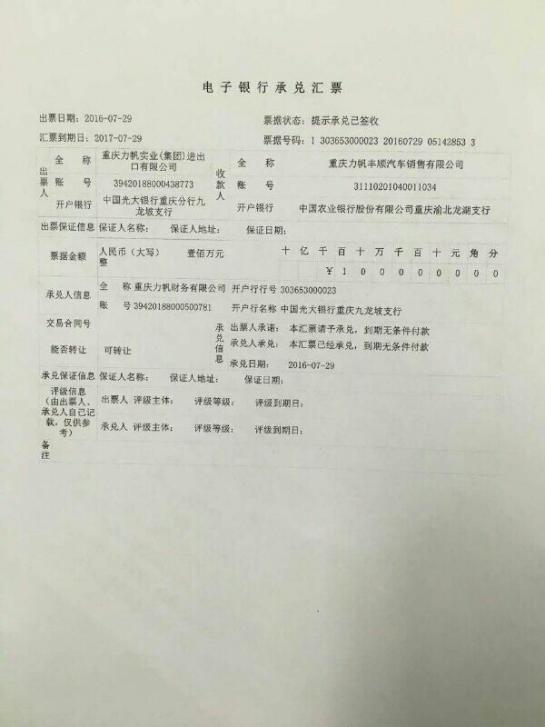 电子银行承兑汇票
出票日期：2016-07-29 票据状态：提示承兑已签收
汇票到期日：2017-07-29 票据号码：1 303653000023 20160729 05142853 3
出票人 全 称 重庆力帆实业(集团)进出口有限公司 收款人 全 称 重庆力帆丰顺汽车销售有限公司
账 号 39420188000438773 账 号 31110201040011034
开户银行 中国光大银行重庆分行九龙坡支行 开户银行 中国农业银行股份有限公司重庆渝北龙湖支行
出票保证信息 保证人名称： 保证人地址： 保证日期：
票据金额 人民币（大写） 壹佰万元整 十 亿 千 百 十 万 千 百 十 元 角 分
￥ 1 0 0 0 0 0 0 0 0
承兑人信息 全 称 重庆力帆财务有限公司 开户行行号 303653000023
账 号 39420188000500781 开户行名称 中国光大银行重庆九龙坡支行
交易合同号 承兑信息 出票人承诺： 本汇票请予承兑，到期无条件付款
能否转让 可转让 承兑人承兑： 本汇票已经承兑，到期无条件付款
承兑日期： 2016-07-29
承兑保证信息 保证人名称： 保证人地址： 保证日期：
评级信息（由出票人、承兑人自己记载，仅供参考） 出票人 评级主体： 评级等级： 评级到期日：
承兑人 评级主体： 评级等级： 评级到期日：
备注